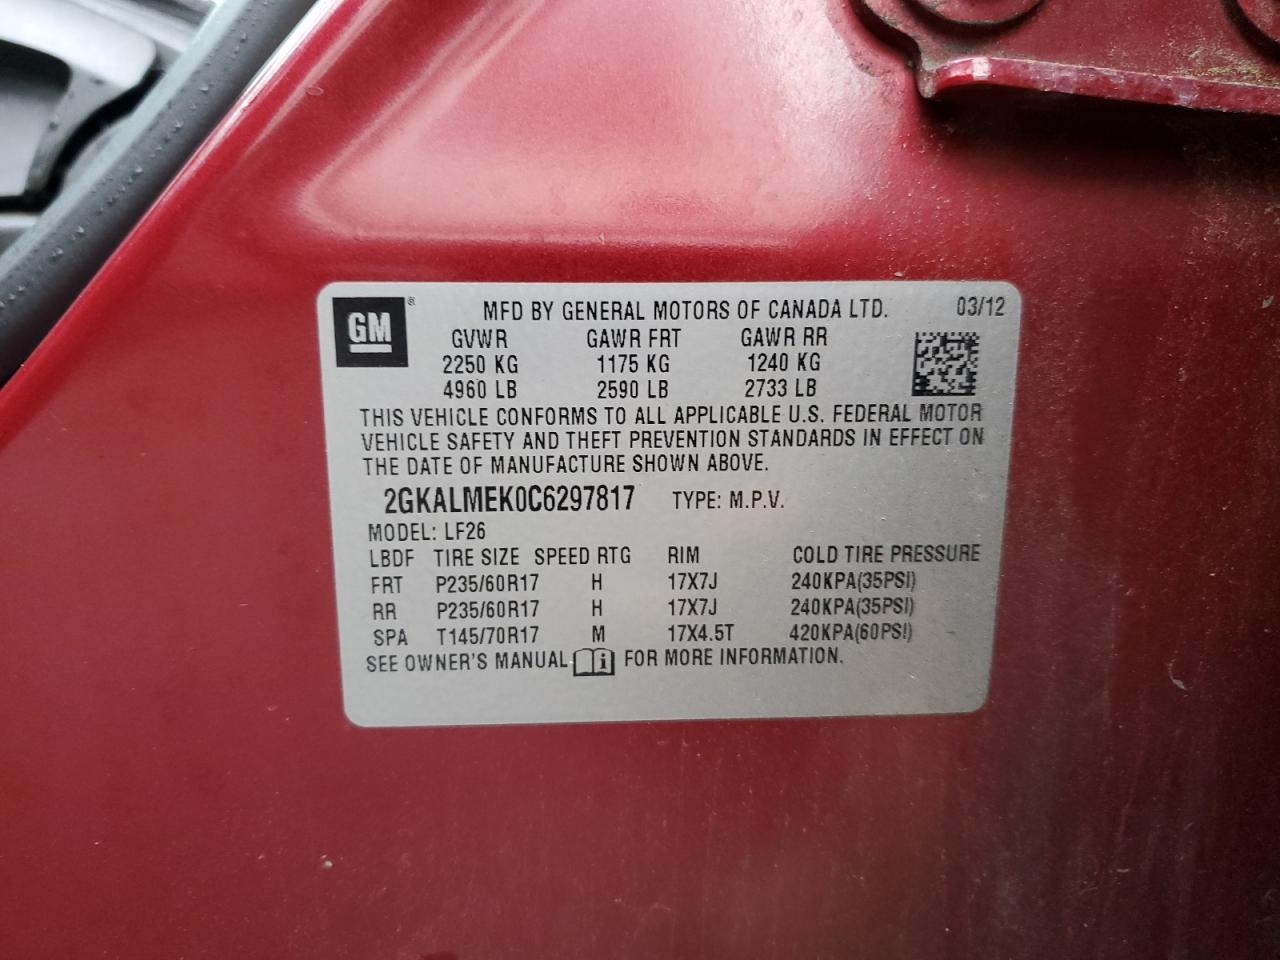 GM ® MFD BY GENERAL MOTORS OF CANADA LTD. 03/12
GVWR GAWR FRT GAWR RR
2250 KG 1175 KG 1240 KG
4960 LB 2590 LB 2733 LB
THIS VEHICLE CONFORMS TO ALL APPLICABLE U.S. FEDERAL MOTOR
VEHICLE SAFETY AND THEFT PREVENTION STANDARDS IN EFFECT ON
THE DATE OF MANUFACTURE SHOWN ABOVE.
2GKALMEK0C6297817 TYPE: M.P.V.
MODEL: LF26
LBDF TIRE SIZE SPEED RTG RIM COLD TIRE PRESSURE
FRT P235/60R17 H 17X7J 240KPA(35PSI)
RR P235/60R17 H 17X7J 240KPA(35PSI)
SPA T145/70R17 M 17X4.5T 420KPA(60PSI)
SEE OWNER'S MANUAL i FOR MORE INFORMATION.